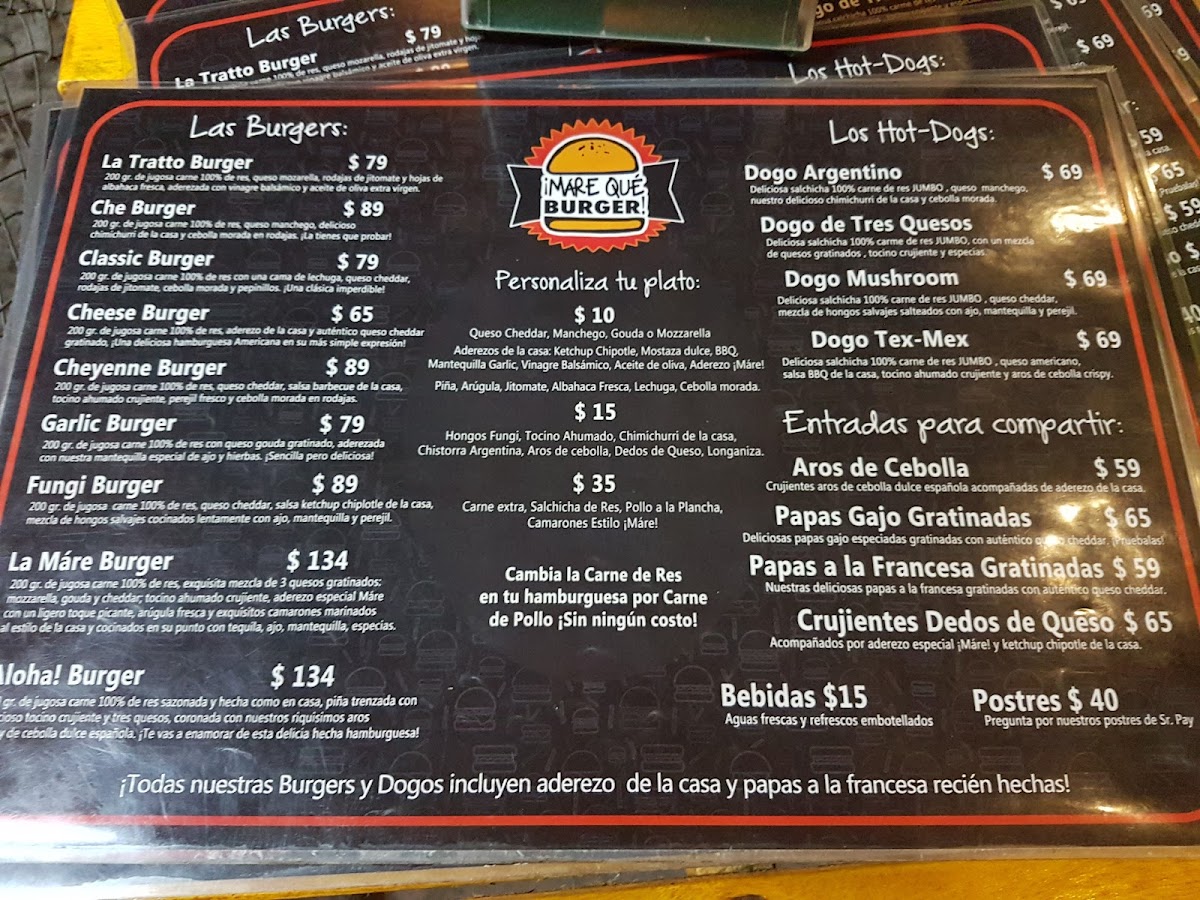 Las Burgers:
$ 79
La Tratto Burger
Los Hot-Dogs:
$ 69
Las Burgers:
La Tratto Burger $ 79
200 gr. de jugosa carne 100% de res, queso mozarella, rodajas de jitomate y hojas de
albahaca fresca, aderezada con vinagre balsámico y aceite de oliva extra virgen.
Che Burger $ 89
200 gr. de jugosa carne 100% de res, queso manchego, delicioso
chimichurri de la casa y cebolla morada en rodajas. ¡La tienes que probar!
Classic Burger $ 79
200 gr. de jugosa carne 100% de res con una cama de lechuga, queso cheddar,
rodajas de jitomate, cebolla morada y pepinillos. ¡Una clásica imperdible!
Cheese Burger $ 65
200 gr. de jugosa carne 100% de res, aderezo de la casa y auténtico queso cheddar
gratinado, ¡Una deliciosa hamburguesa Americana en su más simple expresión!
Cheyenne Burger $ 89
200 gr. de jugosa carne 100% de res, queso cheddar, salsa barbecue de la casa,
tocino ahumado crujiente, perejil fresco y cebolla morada en rodajas.
Garlic Burger $ 79
200 gr. de jugosa carne 100% de res con queso gouda gratinado, aderezada
con nuestra mantequilla especial de ajo y hierbas. ¡Sencilla pero deliciosa!
Fungi Burger $ 89
200 gr. de jugosa carne 100% de res, queso cheddar, salsa ketchup chiplotle de la casa,
mezcla de hongos salvajes cocinados lentamente con ajo, mantequilla y perejil.
La Máre Burger $ 134
200 gr. de jugosa carne 100% de res, exquisita mezcla de 3 quesos gratinados:
mozzarella, gouda y cheddar, tocino ahumado crujiente, aderezo especial Máre
con un ligero toque picante, arúgula fresca y exquisitos camarones marinados
al estilo de la casa y cocinados en su punto con tequila, ajo, mantequilla, especias.
Aloha! Burger $ 134
gr. de jugosa carne 100% de res sazonada y hecha como en casa, piña trenzada con
tocino crujiente y tres quesos, coronada con nuestros riquisimos aros
de cebolla dulce española. ¡Te vas a enamorar de esta delicia hecha hamburguesa!
¡MÁRE QUÉ
BURGER!
Personaliza tu plato:
$ 10
Queso Cheddar, Manchego, Gouda o Mozzarella
Aderezos de la casa: Ketchup Chipotle, Mostaza dulce, BBQ,
Mantequilla Garlic, Vinagre Balsámico, Aceite de oliva, Aderezo ¡Máre!
Piña, Arúgula, Jitomate, Albahaca Fresca, Lechuga, Cebolla morada.
$ 15
Hongos Fungi, Tocino Ahumado, Chimichurri de la casa,
Chistorra Argentina, Aros de cebolla, Dedos de Queso, Longaniza.
$ 35
Carne extra, Salchicha de Res, Pollo a la Plancha,
Camarones Estilo ¡Máre!
Cambia la Carne de Res
en tu hamburguesa por Carne
de Pollo ¡Sin ningún costo!
Los Hot-Dogs:
Dogo Argentino $ 69
Deliciosa salchicha 100% carne de res JUMBO , queso manchego,
nuestro delicioso chimichurri de la casa y cebolla morada.
Dogo de Tres Quesos
Deliciosa salchicha 100% carme de res JUMBO, con un mezcla
de quesos gratinados , tocino crujiente y especias
Dogo Mushroom $ 69
Deliciosa salchicha 100% carne de res JUMBO , queso cheddar,
mezcla de hongos salvajes salteados con ajo, mantequilla y perejil.
Dogo Tex-Mex $ 69
Deliciosa salchicha 100% carne de res JUMBO , queso americano,
salsa BBQ de la casa, tocino ahumado crujiente y aros de cebolla crispy.
Entradas para compartir:
Aros de Cebolla $ 59
Crujientes aros de cebolla dulce española acompañadas de aderezo de la casa.
Papas Gajo Gratinadas $ 65
Deliciosas papas gajo especiadas gratinadas con auténtico queso cheddar. ¡Pruebalas!
Papas a la Francesa Gratinadas $ 59
Nuestras deliciosas papas a la francesa gratinadas con auténtico queso cheddar.
Crujientes Dedos de Queso $ 65
Acompañados por aderezo especial ¡Máre! y ketchup chipotle de la casa.
Bebidas $15
Aguas frescas y refrescos embotellados
Postres $ 40
Pregunta por nuestros postres de Sr. Pay
¡Todas nuestras Burgers y Dogos incluyen aderezo de la casa y papas a la francesa recién hechas!